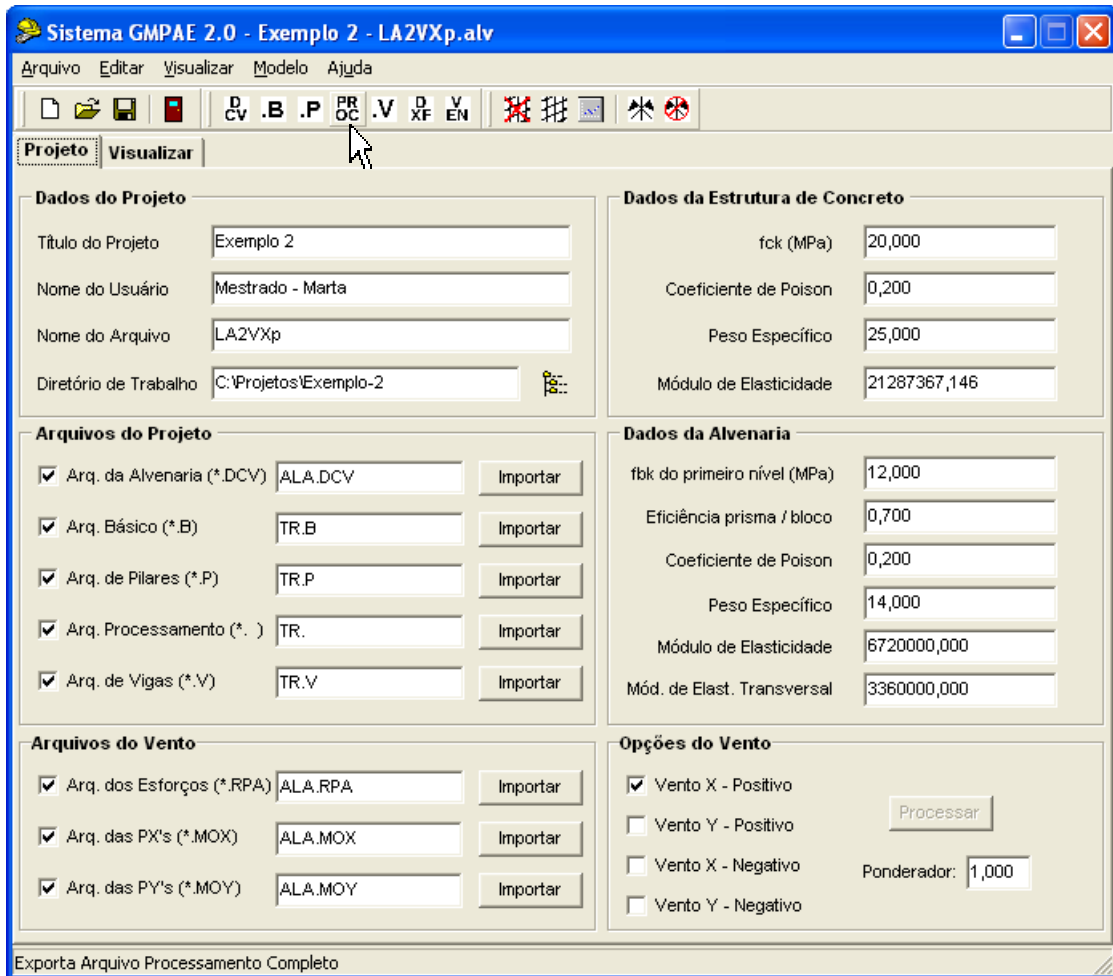 Sistema GMPAE 2.0 - Exemplo 2 - LA2VXp.alv
Arquivo Editar Visualizar Modelo Ajuda
D CV .B .P PR OC .V D XF V EN
Projeto Visualizar
Dados do Projeto
Título do Projeto Exemplo 2
Nome do Usuário Mestrado - Marta
Nome do Arquivo LA2VXp
Diretório de Trabalho C:\Projetos\Exemplo-2
Dados da Estrutura de Concreto
fck (MPa) 20,000
Coeficiente de Poison 0,200
Peso Específico 25,000
Módulo de Elasticidade 21287367,146
Arquivos do Projeto
Arq. da Alvenaria (*.DCV) ALA.DCV Importar
Arq. Básico (*.B) TR.B Importar
Arq. de Pilares (*.P) TR.P Importar
Arq. Processamento (*. ) TR. Importar
Arq. de Vigas (*.V) TR.V Importar
Dados da Alvenaria
fbk do primeiro nível (MPa) 12,000
Eficiência prisma / bloco 0,700
Coeficiente de Poison 0,200
Peso Específico 14,000
Módulo de Elasticidade 6720000,000
Mód. de Elast. Transversal 3360000,000
Arquivos do Vento
Arq. dos Esforços (*.RPA) ALA.RPA Importar
Arq. das PX's (*.MOX) ALA.MOX Importar
Arq. das PY's (*.MOY) ALA.MOY Importar
Opções do Vento
Vento X - Positivo
Vento Y - Positivo
Vento X - Negativo
Vento Y - Negativo
Processar
Ponderador: 1,000
Exporta Arquivo Processamento Completo